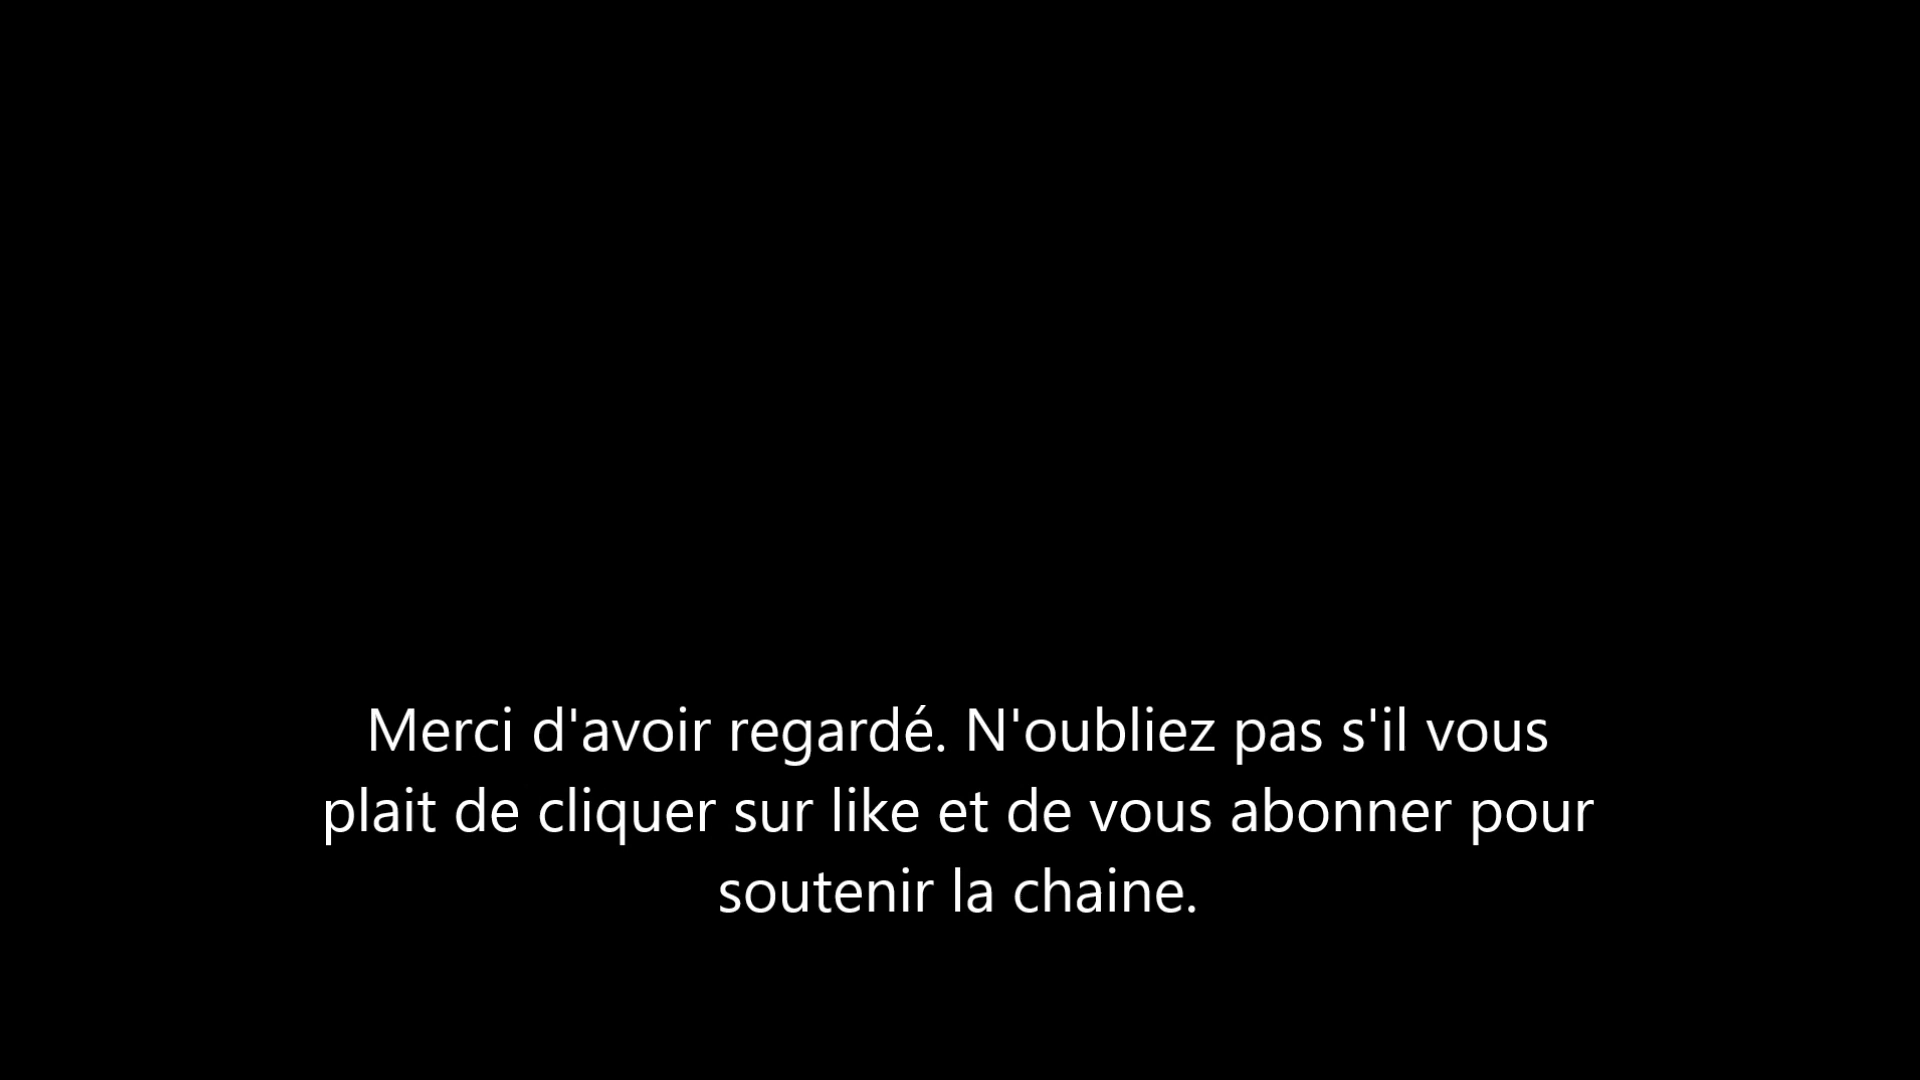 Merci d'avoir regardé. N'oubliez pas s'il vous
plait de cliquer sur like et de vous abonner pour
soutenir la chaine.